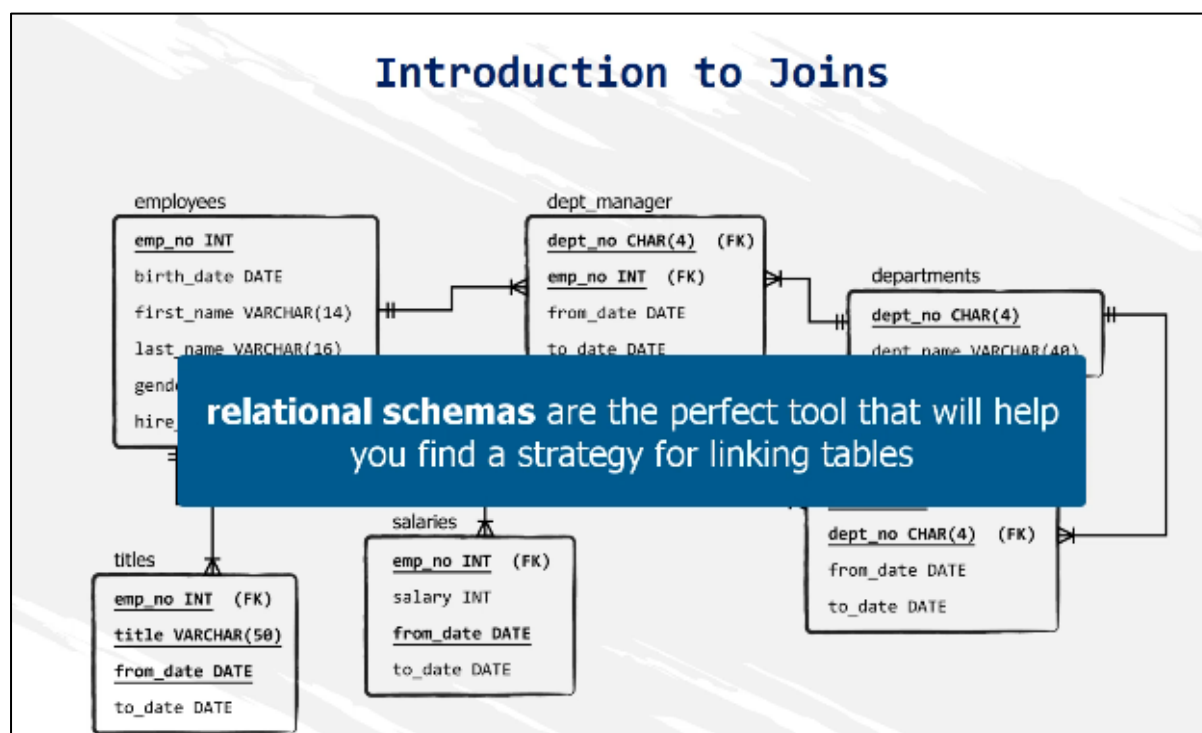 Introduction to Joins
employees
emp_no INT
birth_date DATE
first_name VARCHAR(14)
last_name VARCHAR(16)
dept_manager
dept_no CHAR(4) (FK)
emp_no INT (FK)
from_date DATE
to_date DATE
departments
dept_no CHAR(4)
dept_name VARCHAR(40)
relational schemas are the perfect tool that will help
you find a strategy for linking tables
titles
emp_no INT (FK)
title VARCHAR(50)
from_date DATE
to_date DATE
salaries
emp_no INT (FK)
salary INT
from_date DATE
to_date DATE
dept_no CHAR(4) (FK)
from_date DATE
to_date DATE